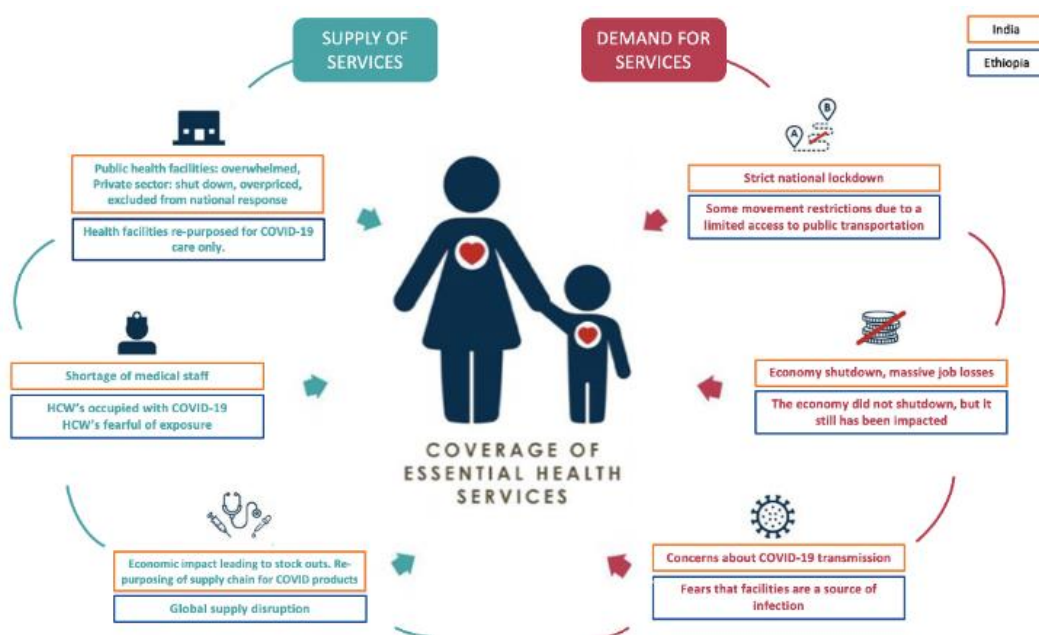 SUPPLY OF
SERVICES
DEMAND FOR
SERVICES
India
Ethiopia
Public health facilities: overwhelmed,
Private sector: shut down, overpriced,
excluded from national response
Health facilities re-purposed for COVID-19
care only.
Shortage of medical staff
HCW's occupied with COVID-19
HCW's fearful of exposure
Economic impact leading to stock outs. Re-
purposing of supply chain for COVID products
Global supply disruption
A
B
Strict national lockdown
Some movement restrictions due to a
limited access to public transportation
Economy shutdown, massive job losses
The economy did not shutdown, but it
still has been impacted
Concerns about COVID-19 transmission
Fears that facilities are a source of
infection
COVERAGE OF
ESSENTIAL HEALTH
SERVICES